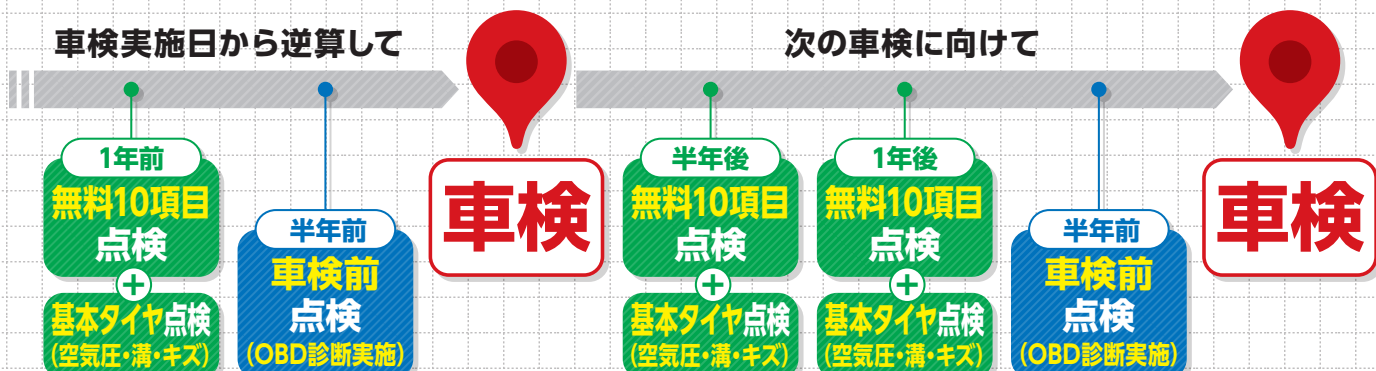 車検実施日から逆算して
1年前
無料10項目
点検
+
基本タイヤ点検
(空気圧・溝・キズ)
半年前
車検前
点検
(OBD診断実施)
車検
次の車検に向けて
半年後
無料10項目
点検
+
基本タイヤ点検
(空気圧・溝・キズ)
1年後
無料10項目
点検
+
基本タイヤ点検
(空気圧・溝・キズ)
半年前
車検前
点検
(OBD診断実施)
車検